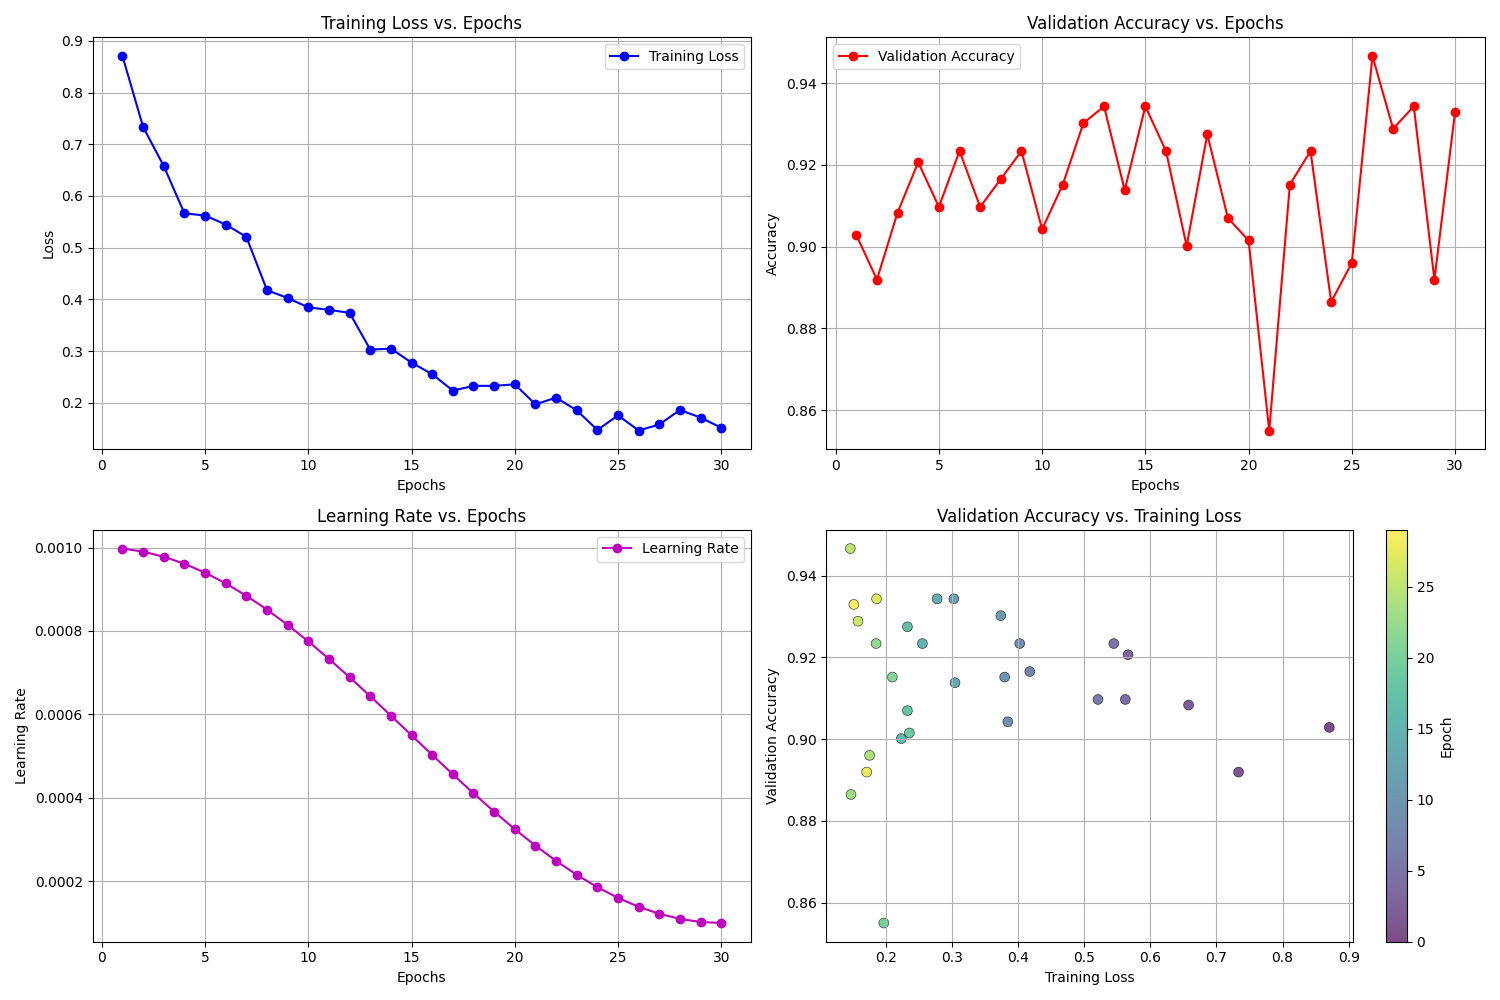 Training Loss vs. Epochs
Training Loss
Loss
0.9
0.8
0.7
0.6
0.5
0.4
0.3
0.2
0 5 10 15 20 25 30
Epochs
Validation Accuracy vs. Epochs
Validation Accuracy
Accuracy
0.94
0.92
0.90
0.88
0.86
0 5 10 15 20 25 30
Epochs
Learning Rate vs. Epochs
Learning Rate
Learning Rate
0.0010
0.0008
0.0006
0.0004
0.0002
0 5 10 15 20 25 30
Epochs
Validation Accuracy vs. Training Loss
Validation Accuracy
0.94
0.92
0.90
0.88
0.86
0.2 0.3 0.4 0.5 0.6 0.7 0.8 0.9
Training Loss
Epoch
25
20
15
10
5
0